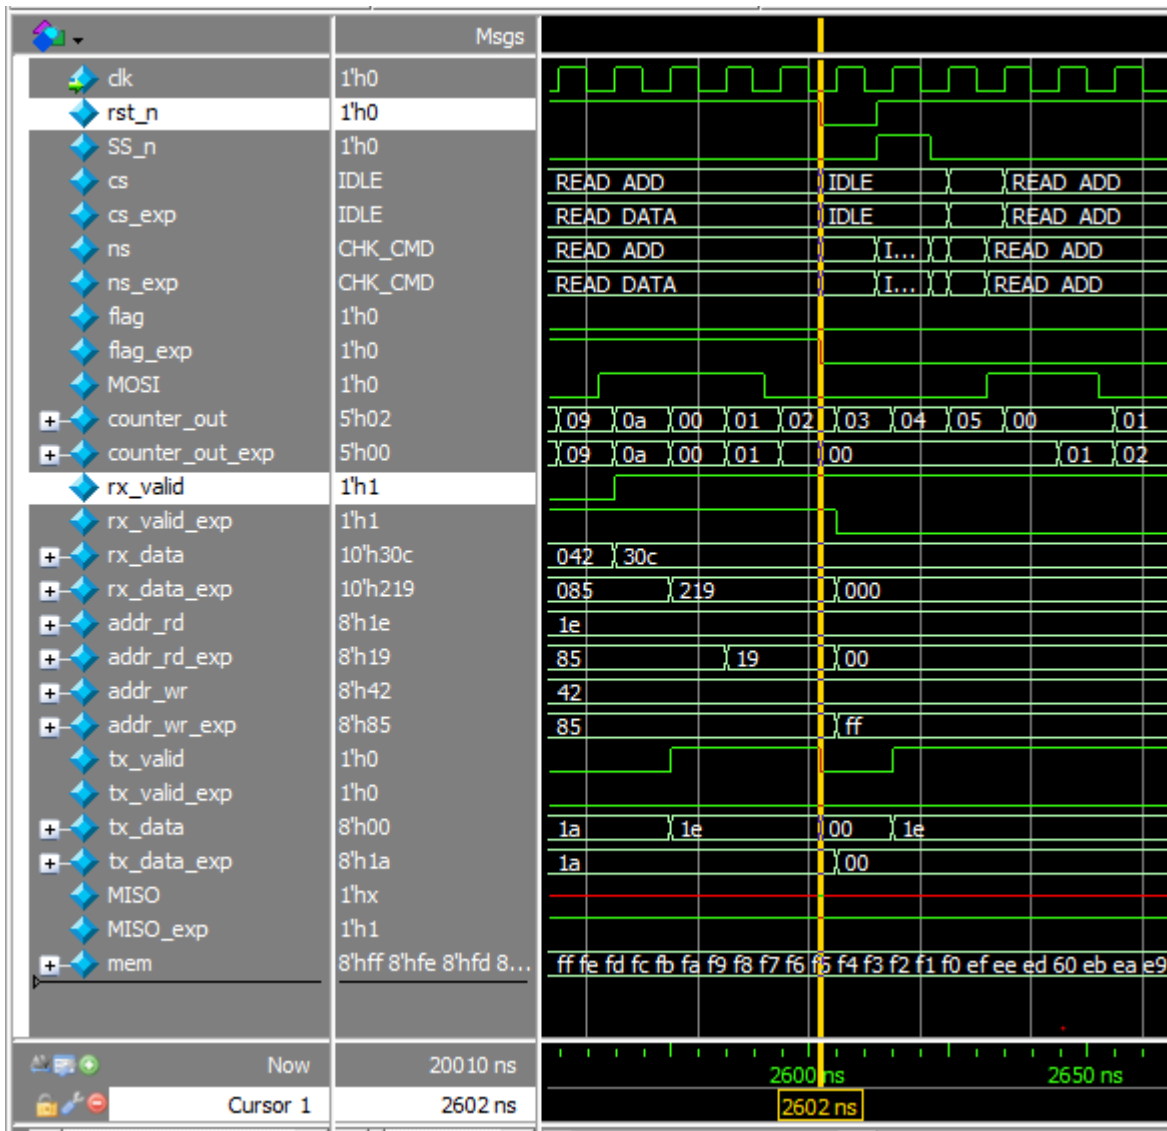 Msgs
clk 1'h0
rst_n 1'h0
SS_n 1'h0
cs IDLE READ_ADD IDLE READ_ADD
cs_exp IDLE READ_DATA IDLE READ_ADD
ns CHK_CMD READ_ADD I... READ_ADD
ns_exp CHK_CMD READ_DATA I... READ_ADD
flag 1'h0
flag_exp 1'h0
MOSI 1'h0
counter_out 5'h02 09 0a 00 01 02 03 04 05 00 01
counter_out_exp 5'h00 09 0a 00 01 00 01 02
rx_valid 1'h1
rx_valid_exp 1'h1
rx_data 10'h30c 042 30c
rx_data_exp 10'h219 085 219 000
addr_rd 8'h1e 1e
addr_rd_exp 8'h19 85 19 00
addr_wr 8'h42 42
addr_wr_exp 8'h85 85 ff
tx_valid 1'h0
tx_valid_exp 1'h0
tx_data 8'h00 1a 1e 00 1e
tx_data_exp 8'h1a 1a 00
MISO 1'hx
MISO_exp 1'h1
mem 8'hff 8'hfe 8'hfd 8... ff fe fd fc fb fa f9 f8 f7 f6 f5 f4 f3 f2 f1 f0 ef ee ed 60 eb ea e9
Now 20010 ns 2600 ns 2650 ns
Cursor 1 2602 ns 2602 ns